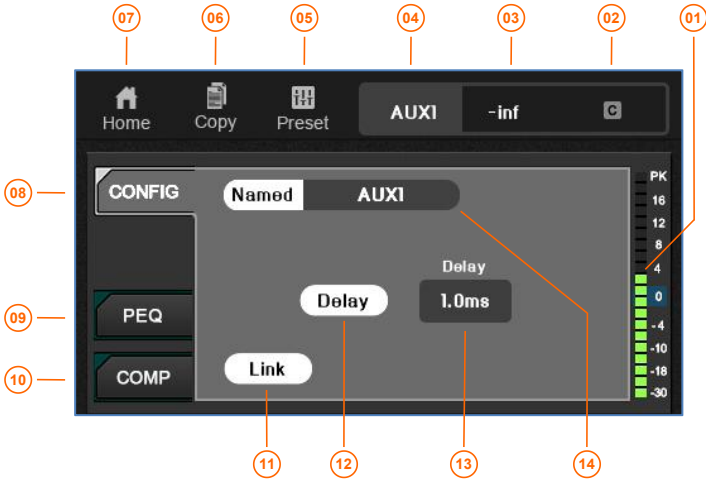 07 06 05 04 03 02 01
Home Copy Preset AUX1 -inf C
08 CONFIG Named AUX1
PK
16
12
8
Delay 4
Delay 1.0ms 0
09 PEQ -4
-10
10 COMP Link -18
-30
11 12 13 14